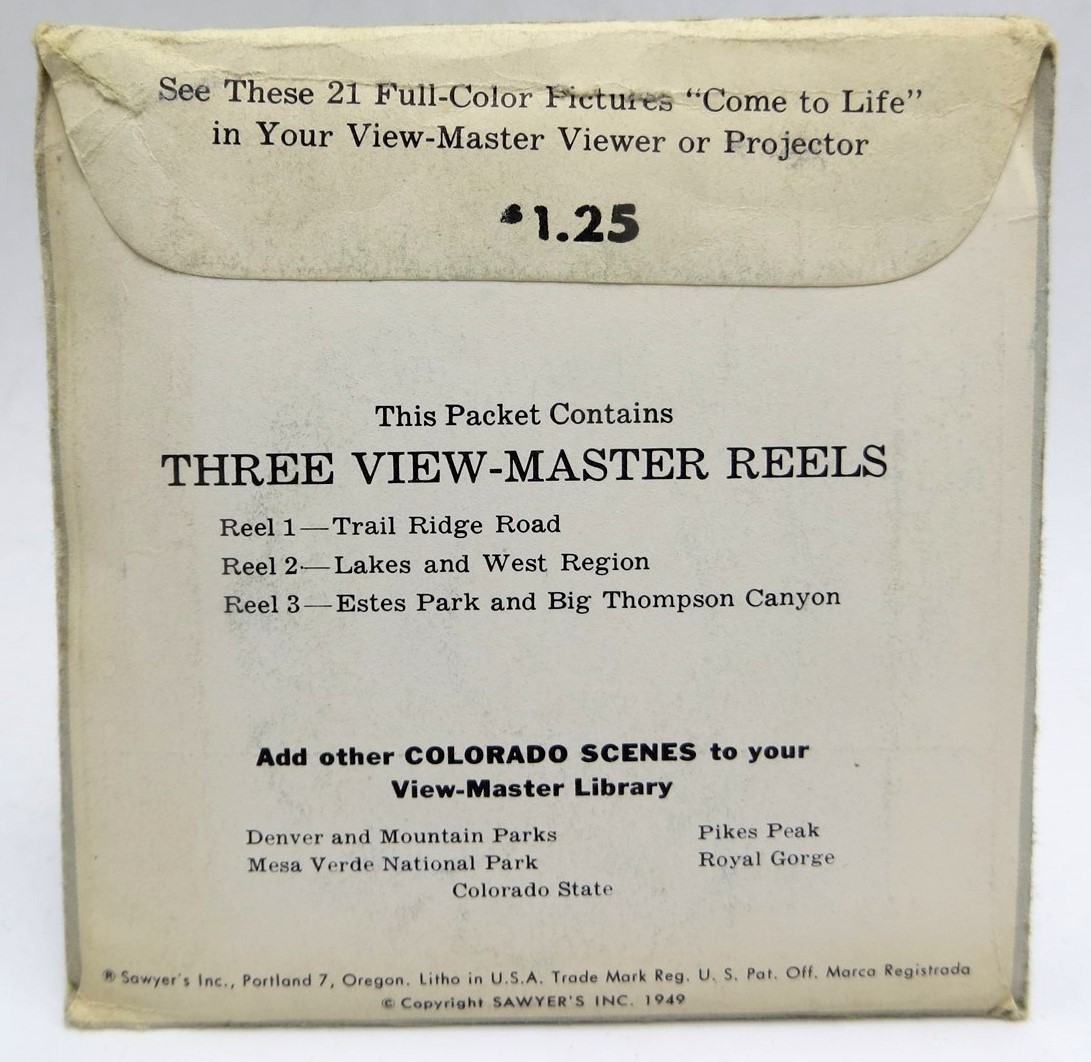 See These 21 Full-Color Pictures “Come to Life”
in Your View-Master Viewer or Projector
$1.25
This Packet Contains
THREE VIEW-MASTER REELS
Reel 1—Trail Ridge Road
Reel 2—Lakes and West Region
Reel 3—Estes Park and Big Thompson Canyon
Add other COLORADO SCENES to your
View-Master Library
Denver and Mountain Parks Pikes Peak
Mesa Verde National Park Royal Gorge
Colorado State
® Sawyer's Inc., Portland 7, Oregon. Litho in U.S.A. Trade Mark Reg. U. S. Pat. Off. Marca Registrada
© Copyright SAWYER'S INC. 1949